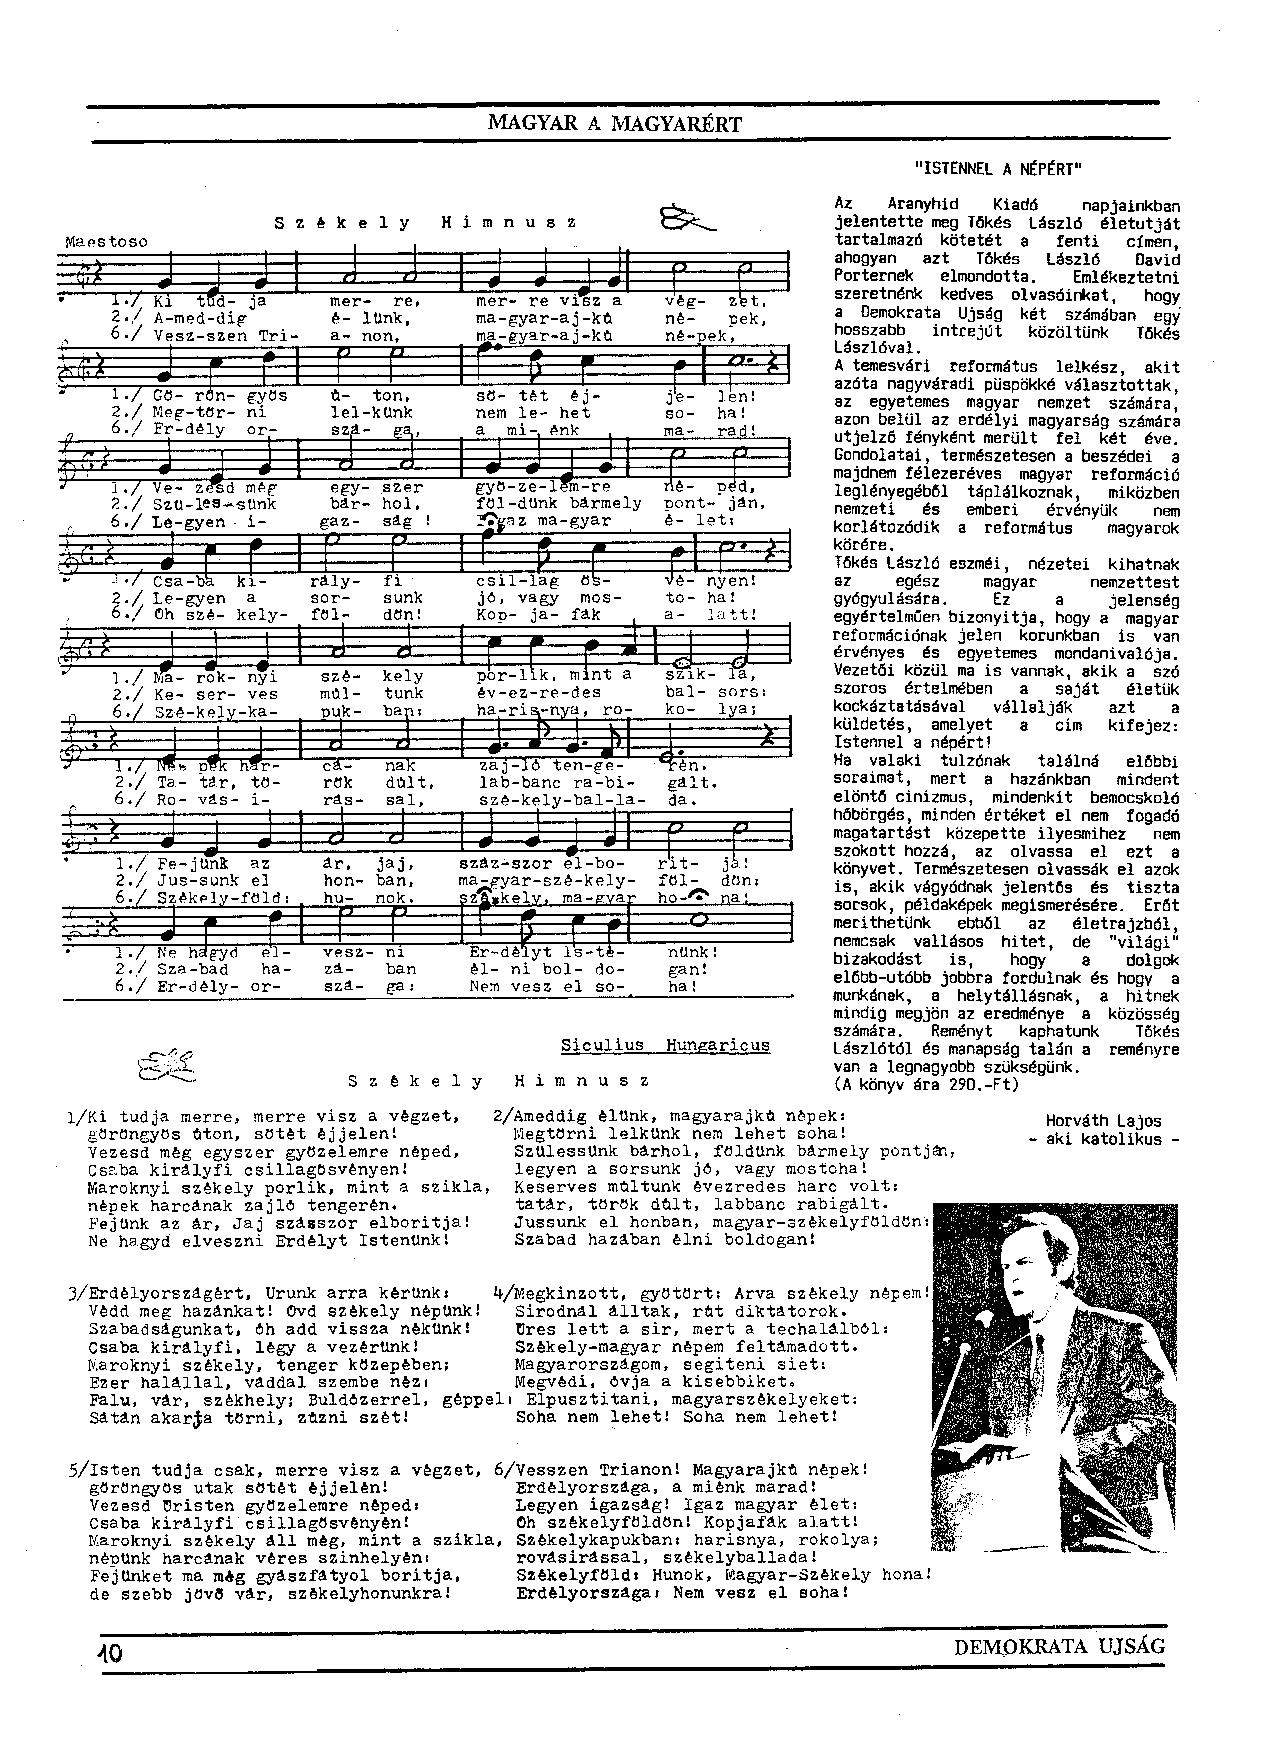 MAGYAR A MAGYARÉRT
Székely Himnusz
Maestoso
1./ Ki tud- ja mer- re, mer- re visz a vég- zet,
2./ A-med-dig é- lünk, ma-gyar-aj-kú né- pek,
6./ Vesz-szen Tri- a- non, ma-gyar-aj-kú né-pek,
1./ Gö- rön- gyös ú- ton, sö- tét éj- je- len!
2./ Meg-tör- ni lel-künk nem le- het so- ha!
6./ Er-dély or- szá- ga, a mi- énk ma- rad!
1./ Ve- zesd még egy- szer gyö-ze-lem-re né- ped,
2./ Szü-les-sünk bár- hol, föl-dünk bármely pont- ján,
6./ Le-gyen i- gaz- ság ! Igaz ma-gyar é- let:
1./ Csa-ba ki- rály- fi csil-lag ös- vé- nyen!
2./ Le-gyen a sor- sunk jó, vagy mos- to- ha!
6./ Oh szé- kely- föl- dön! Kop- ja- fák a- latt!
1./ Ma- rok- nyi szé- kely por-lik, mint a szik- la,
2./ Ke- ser- ves múl- tunk év-ez-re-des bal- sors:
6./ Szé-kely-ka- puk- ban: ha-ris-nya, ro- ko- lya;
1./ Né- pek har- cá- nak zaj-ló ten-ge- rén.
2./ Ta- tár, tö- rök dúlt, lab-banc ra-bi- gált.
6./ Ro- vás- i- rás- sal, szé-kely-bal-la- da.
1./ Fe-jünk az ár, jaj, száz-szor el-bo- rit- ja!
2./ Jus-sunk el hon- ban, ma-gyar-szé-kely- föl- dön:
6./ Székely-föld: hu- nok. székely, ma-gyar ho- na!
1./ Ne hagyd el- vesz- ni Er-délyt Is-te- nünk!
2./ Sza-bad ha- zá- ban él- ni bol- do- gan!
6./ Er-dély- or- szá- ga: Nem vesz el so- ha!
Siculius Hungaricus
Székely Himnusz
1/Ki tudja merre, merre visz a végzet,
göröngyös úton, sötét éjjelen!
Vezesd még egyszer gyözelemre néped,
Csaba királyfi csillagösvényen!
Maroknyi székely porlik, mint a szikla,
népek harcának zajló tengerén.
Fejünk az ár, Jaj százszor elboritja!
Ne hagyd elveszni Erdélyt Istenünk!
2/Ameddig élünk, magyarajkú népek:
Megtörni lelkünk nem lehet soha!
Szülessünk bárhol, földünk bármely pontján,
legyen a sorsunk jó, vagy mostoha!
Keserves múltunk évezredes harc volt:
tatár, török dúlt, labbanc rabigált.
Jussunk el honban, magyar-székelyföldön:
Szabad hazában élni boldogan!
3/Erdélyországért, Urunk arra kérünk:
Védd meg hazánkat! Ovd székely népünk!
Szabadságunkat, óh add vissza nékünk!
Csaba királyfi, légy a vezérünk!
Maroknyi székely, tenger közepében;
Ezer halállal, váddal szembe néz:
Falu, vár, székhely; Buldózerrel, géppel:
Sátán akarja törni, zúzni szét!
4/Megkinzott, gyötört: Arva székely népem!
Sirodnál álltak, rút diktátorok.
Üres lett a sir, mert a techalálból:
Székely-magyar népem feltámadott.
Magyarországom, segiteni siet:
Megvédi, óvja a kisebbiket.
Elpusztitani, magyarszékelyeket:
Soha nem lehet! Soha nem lehet!
5/Isten tudja csak, merre visz a végzet,
göröngyös utak sötét éjjelén!
Vezesd Uristen gyözelemre néped:
Csaba királyfi csillagösvényén!
Maroknyi székely áll még, mint a szikla,
népünk harcának véres szinhelyén:
Fejünket ma még gyászfátyol boritja,
de szebb jövő vár, székelyhonunkra!
6/Vesszen Trianon! Magyarajkú népek!
Erdélyországa, a miénk marad!
Legyen igazság! Igaz magyar élet:
Oh székelyföldön! Kopjafák alatt!
Székelykapukban: harisnya, rokolya;
rovásirással, székelyballada!
Székelyföld: Hunok, Magyar-Székely hona!
Erdélyországa: Nem vesz el soha!
"ISTENNEL A NÉPÉRT"
Az Aranyhid Kiadó napjainkban
jelentette meg Tőkés László életutját
tartalmazó kötetét a fenti címen,
ahogyan azt Tőkés László David
Porternek elmondotta. Emlékeztetni
szeretnénk kedves olvasóinkat, hogy
a Demokrata Ujság két számában egy
hosszabb intrejút közöltünk Tőkés
Lászlóval.
A temesvári református lelkész, akit
azóta nagyváradi püspökké választottak,
az egyetemes magyar nemzet számára,
azon belül az erdélyi magyarság számára
utjelző fényként merült fel két éve.
Gondolatai, természetesen a beszédei a
majdnem félezeréves magyar reformáció
leglényegéből táplálkoznak, miközben
nemzeti és emberi érvényük nem
korlátozódik a református magyarok
körére.
Tőkés László eszméi, nézetei kihatnak
az egész magyar nemzettest
gyógyulására. Ez a jelenség
egyértelműen bizonyitja, hogy a magyar
reformációnak jelen korunkban is van
érvényes és egyetemes mondanivalója.
Vezetői közül ma is vannak, akik a szó
szoros értelmében a saját életük
kockáztatásával vállalják azt a
küldetés, amelyet a cím kifejez:
Istennel a népért!
Ha valaki tulzónak találná előbbi
soraimat, mert a hazánkban mindent
elöntő cinizmus, mindenkit bemocskoló
hőbörgés, minden értéket el nem fogadó
magatartást közepette ilyesmihez nem
szokott hozzá, az olvassa el ezt a
könyvet. Természetesen olvassák el azok
is, akik vágyódnak jelentős és tiszta
sorsok, példaképek megismerésére. Erőt
merithetünk ebből az életrajzból,
nemcsak vallásos hitet, de "világi"
bizakodást is, hogy a dolgok
előbb-utóbb jobbra fordulnak és hogy a
munkának, a helytállásnak, a hitnek
mindig megjön az eredménye a közösség
számára. Reményt kaphatunk Tőkés
Lászlótól és manapság talán a reményre
van a legnagyobb szükségünk.
(A könyv ára 290.-Ft)
Horváth Lajos
- aki katolikus -
10
DEMOKRATA UJSÁG